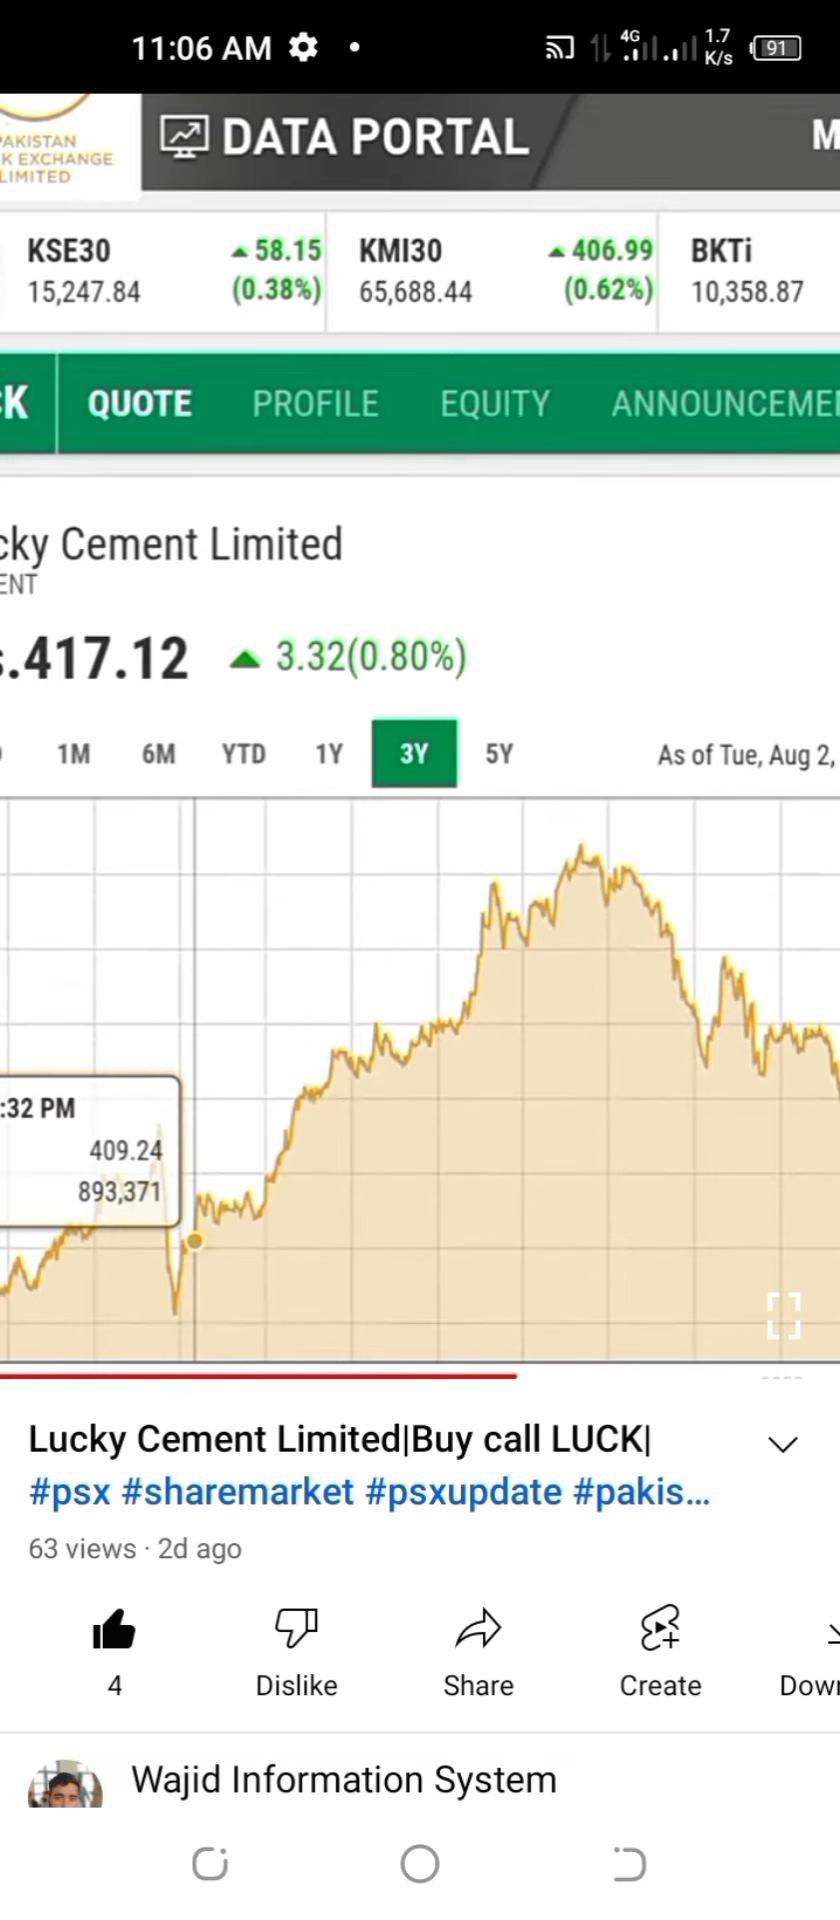 11:06 AM
4G
1.7
K/s
91
PAKISTAN
K EXCHANGE
LIMITED
DATA PORTAL
M
KSE30
58.15
15,247.84
(0.38%)
KMI30
406.99
65,688.44
(0.62%)
BKTi
10,358.87
CK
QUOTE
PROFILE
EQUITY
ANNOUNCEME
cky Cement Limited
ENT
s.417.12
3.32(0.80%)
1M
6M
YTD
1Y
3Y
5Y
As of Tue, Aug 2,
:32 PM
409.24
893,371
Lucky Cement Limited|Buy call LUCK|
#psx #sharemarket #psxupdate #pakis...
63 views · 2d ago
4
Dislike
Share
Create
Down
Wajid Information System